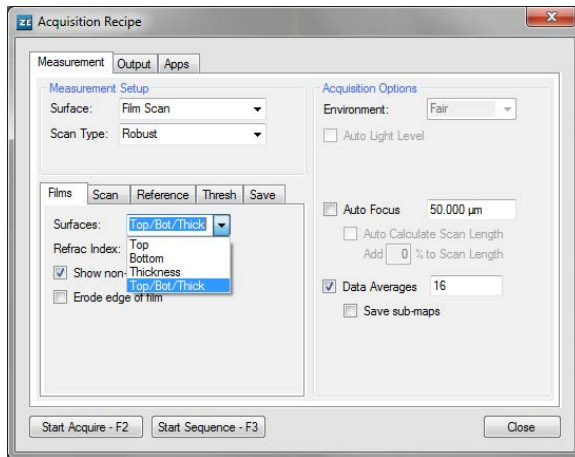 ZE Acquisition Recipe
X
Measurement Output Apps
Measurement Setup
Surface: Film Scan
Scan Type: Robust
Films Scan Reference Thresh Save
Surfaces: Top/Bot/Thick
Refrac Index: Top
Bottom
Show non- Thickness
Top/Bot/Thick
Erode edge of film
Acquisition Options
Environment: Fair
Auto Light Level
Auto Focus 50.000 µm
Auto Calculate Scan Length
Add 0 % to Scan Length
Data Averages 16
Save sub-maps
Start Acquire - F2 Start Sequence - F3 Close